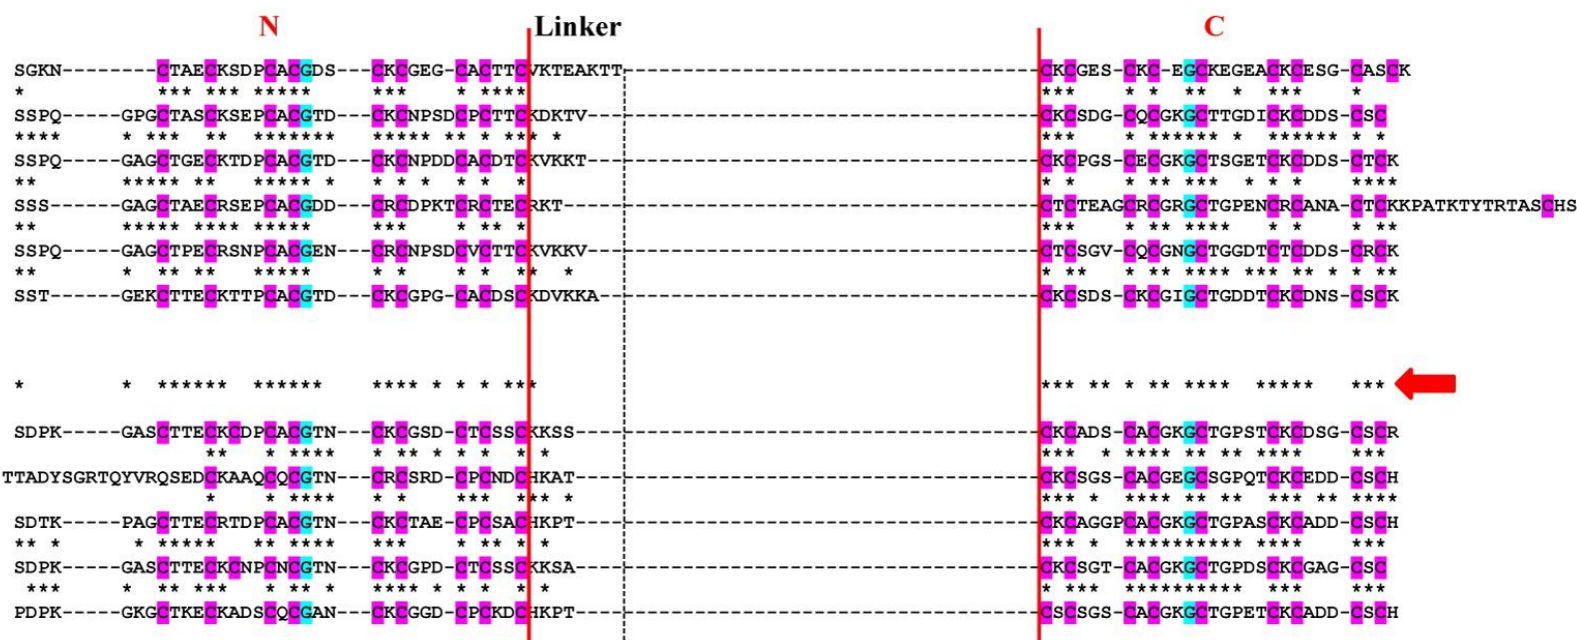 N Linker C
SGKN--------CTAECKSDPCACGDS---CKCGEG-CACTTCVKTEAKTT-----------------------------------CKCGES-CKC-EGCKEGEACKCESG-CASCK
* *** *** ***** *** * **** *** * * ** * *** *
SSPQ-----GPGCTASCKSEPCACGTD---CKCNPSDCPCTTCKDKTV--------------------------------------CKCSDG-CQCGKGCTTGDICKCDDS-CSC
**** * *** ** ****** ***** ** **** * *** * ****** * ****** * *
SSPQ-----GAGCTGECKTDPCACGTD---CKCNPDDCACDTCKVKKT--------------------------------------CKCPGS-CECGKGCTSGETCKCDDS-CTCK
** ***** ** ***** * * * * * * * * * * ** *** * * * ****
SSS------GAGCTAECRSEPCACGDD---CRCDPKTCRCTECRKT----------------------------------------CTCTEAGCRCGRGCTGPENCRCANA-CTCKKPATKTYTRTASCHS
** ***** **** ***** *** * ** * * * * ** **** * * * **
SSPQ-----GAGCTPECRSNPCACGEN---CRCNPSDCVCTTCKVKKV--------------------------------------CTCSGV-CQCGNGCTGGDTCTCDDS-CRCK
** * ** ** ***** * * * * ** * * ** * ** **** *** ** * * **
SST------GEKCTTECKTTPCACGTD---CKCGPG-CACDSCKDVKKA-------------------------------------CKCSDS-CKCGIGCTGDDTCKCDNS-CSCK
* * ****** ****** **** * * * *** *** ** * ** **** ***** ***
SDPK-----GASCTTECKCDPCACGTN---CKCGSD-CTCSSCKKSS---------------------------------------CKCADS-CACGKGCTGPSTCKCDSG-CSCR
** * **** * ** * * * * * *** * **** ** ** *** ***
TTADYSGRTQYVRQSEDCKAAQCQCGTN---CRCSRD-CPCNDCHKAT---------------------------------------CKCSGS-CACGEGCSGPQTCKCEDD-CSCH
* * **** * * *** *** * *** * **** ** ** *** ** ****
SDTK-----PAGCTTECRTDPCACGTN---CKCTAE-CPCSACHKPT---------------------------------------CKCAGGPCACGKGCTGPASCKCADD-CSCH
** * * ***** ** **** *** * ** * * *** * ********** *** ***
SDPK-----GASCTTECKCNPCNCGTN---CKCGPD-CTCSSCKKSA---------------------------------------CKCSGT-CACGKGCTGPDSCKCGAG-CSC
*** * ** *** * * * **** * * * * * * **** ********* *** ***
PDPK-----GKGCTKECKADSCQCGAN---CKCGGD-CPCKDCHKPT---------------------------------------CSCSGS-CACGKGCTGPETCKCADD-CSCH